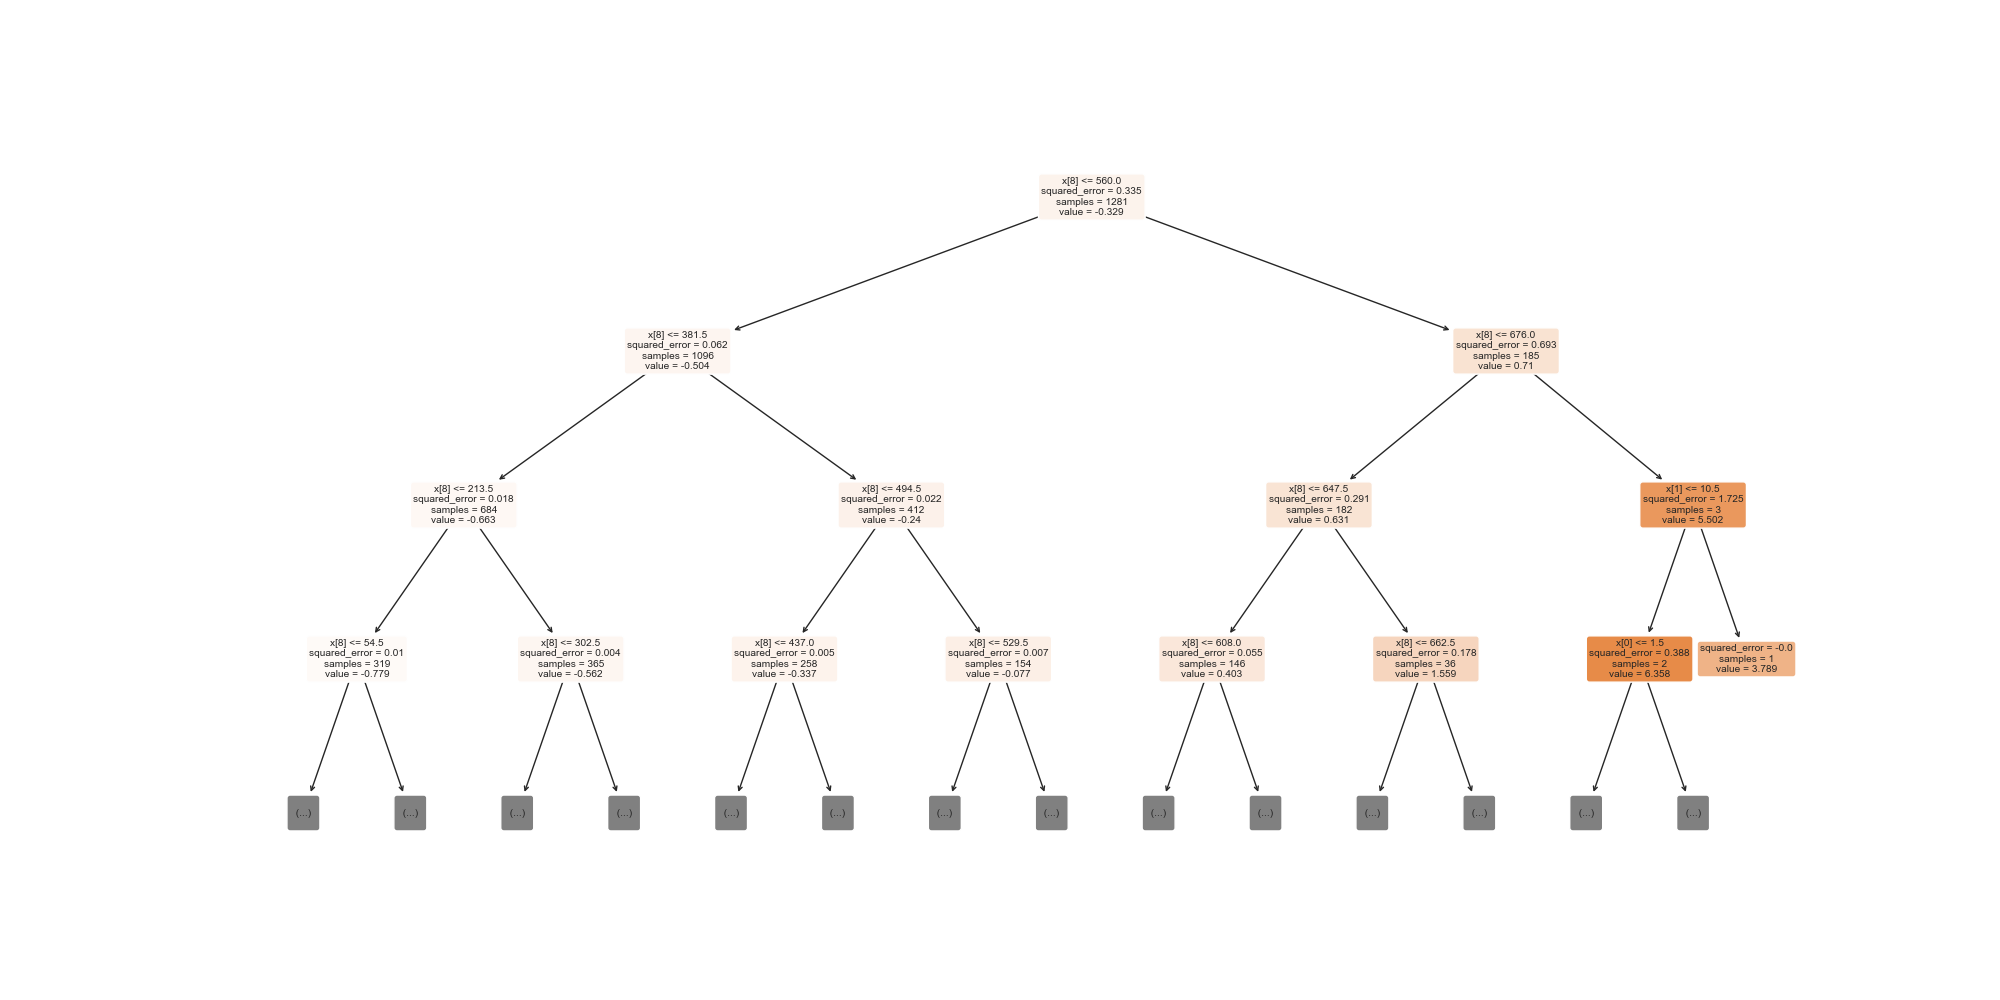 x[8] <= 560.0
squared_error = 0.335
samples = 1281
value = -0.329
x[8] <= 381.5
squared_error = 0.062
samples = 1096
value = -0.504
x[8] <= 676.0
squared_error = 0.693
samples = 185
value = 0.71
x[8] <= 213.5
squared_error = 0.018
samples = 684
value = -0.663
x[8] <= 494.5
squared_error = 0.022
samples = 412
value = -0.24
x[8] <= 647.5
squared_error = 0.291
samples = 182
value = 0.631
x[1] <= 10.5
squared_error = 1.725
samples = 3
value = 5.502
x[8] <= 54.5
squared_error = 0.01
samples = 319
value = -0.779
x[8] <= 302.5
squared_error = 0.004
samples = 365
value = -0.562
x[8] <= 437.0
squared_error = 0.005
samples = 258
value = -0.337
x[8] <= 529.5
squared_error = 0.007
samples = 154
value = -0.077
x[8] <= 608.0
squared_error = 0.055
samples = 146
value = 0.403
x[8] <= 662.5
squared_error = 0.178
samples = 36
value = 1.559
x[0] <= 1.5
squared_error = 0.388
samples = 2
value = 6.358
squared_error = -0.0
samples = 1
value = 3.789
(...)
(...)
(...)
(...)
(...)
(...)
(...)
(...)
(...)
(...)
(...)
(...)
(...)
(...)